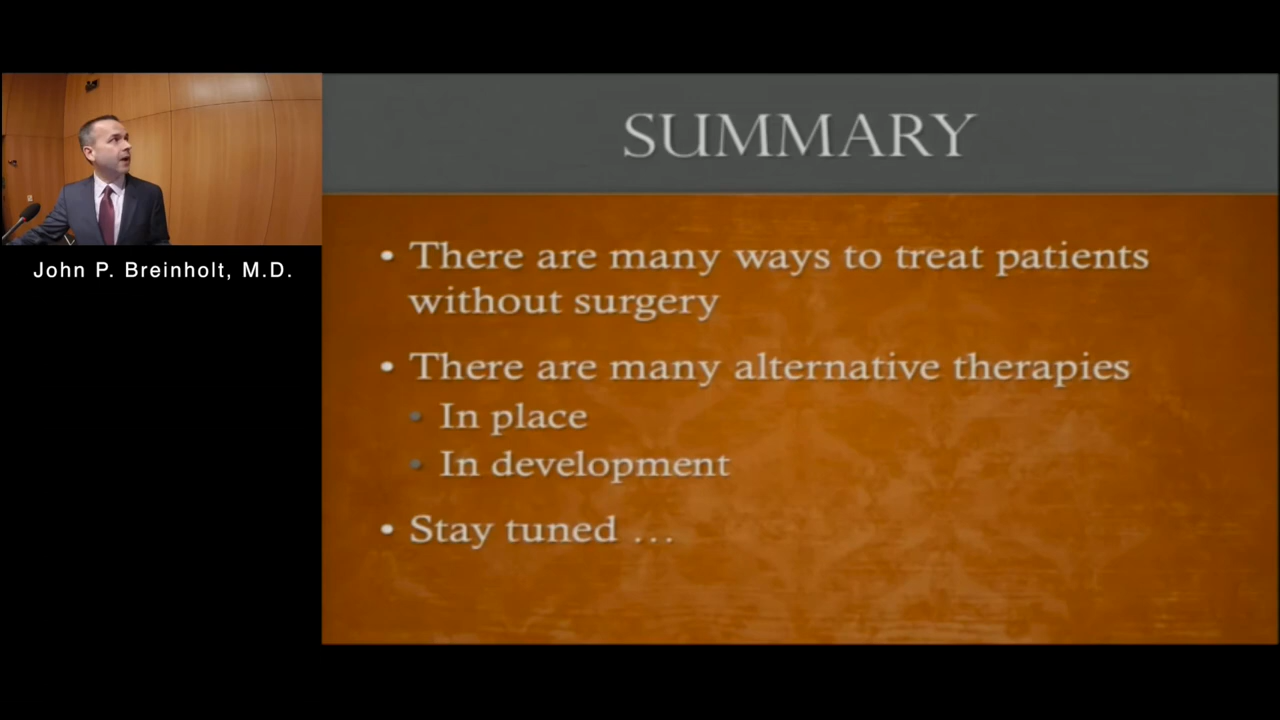 SUMMARY
• There are many ways to treat patients
without surgery
• There are many alternative therapies
• In place
• In development
• Stay tuned ...
John P. Breinholt, M.D.